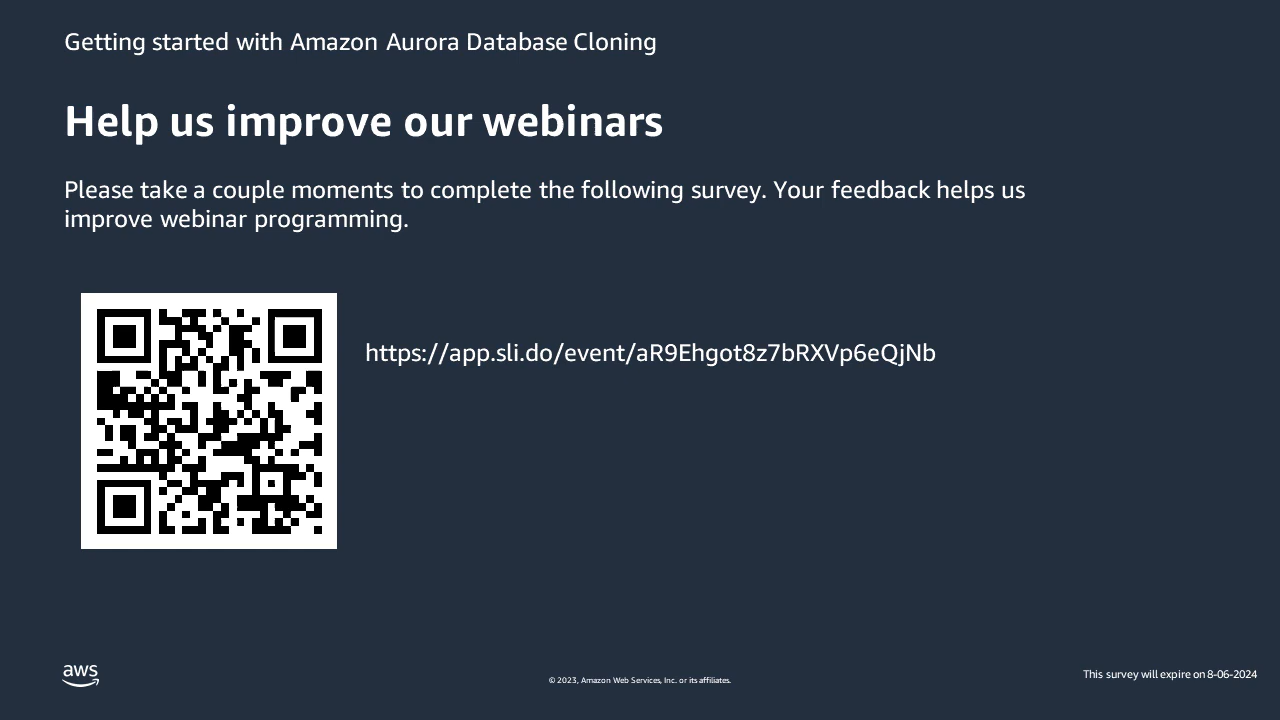 Getting started with Amazon Aurora Database Cloning
Help us improve our webinars
Please take a couple moments to complete the following survey. Your feedback helps us
improve webinar programming.
https://app.sli.do/event/aR9Ehgot8z7bRXVp6eQjNb
aws
© 2023, Amazon Web Services, Inc. or its affiliates.
This survey will expire on 8-06-2024